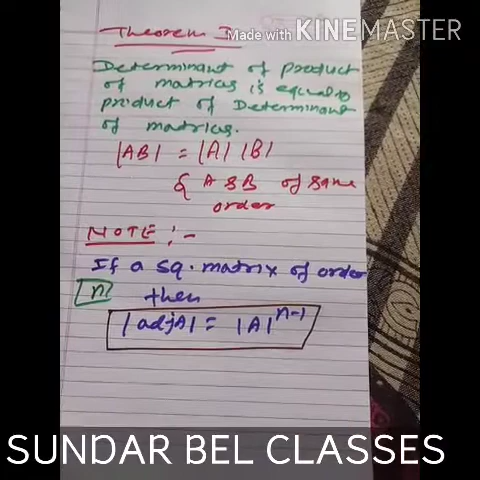 Theorem 3
Made with KINEMASTER
Determinant of product
of matrices is equal to
product of Determinant
of matrices.
|AB| = |A| |B|
{ A & B of same
order
NOTE :-
If a sq. matrix of order
n then
|adjA| = |A|^n-1
SUNDAR BEL CLASSES